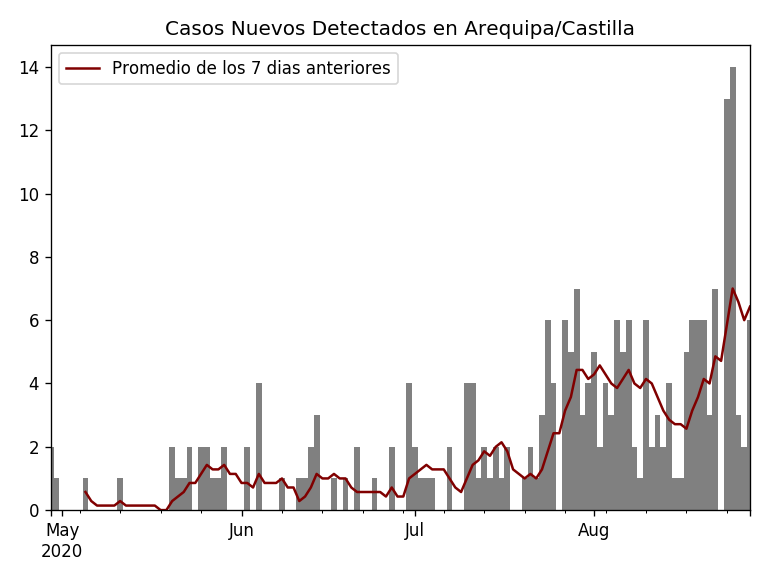 Casos Nuevos Detectados en Arequipa/Castilla
Promedio de los 7 dias anteriores
14
12
10
8
6
4
2
0
May
2020
Jun
Jul
Aug